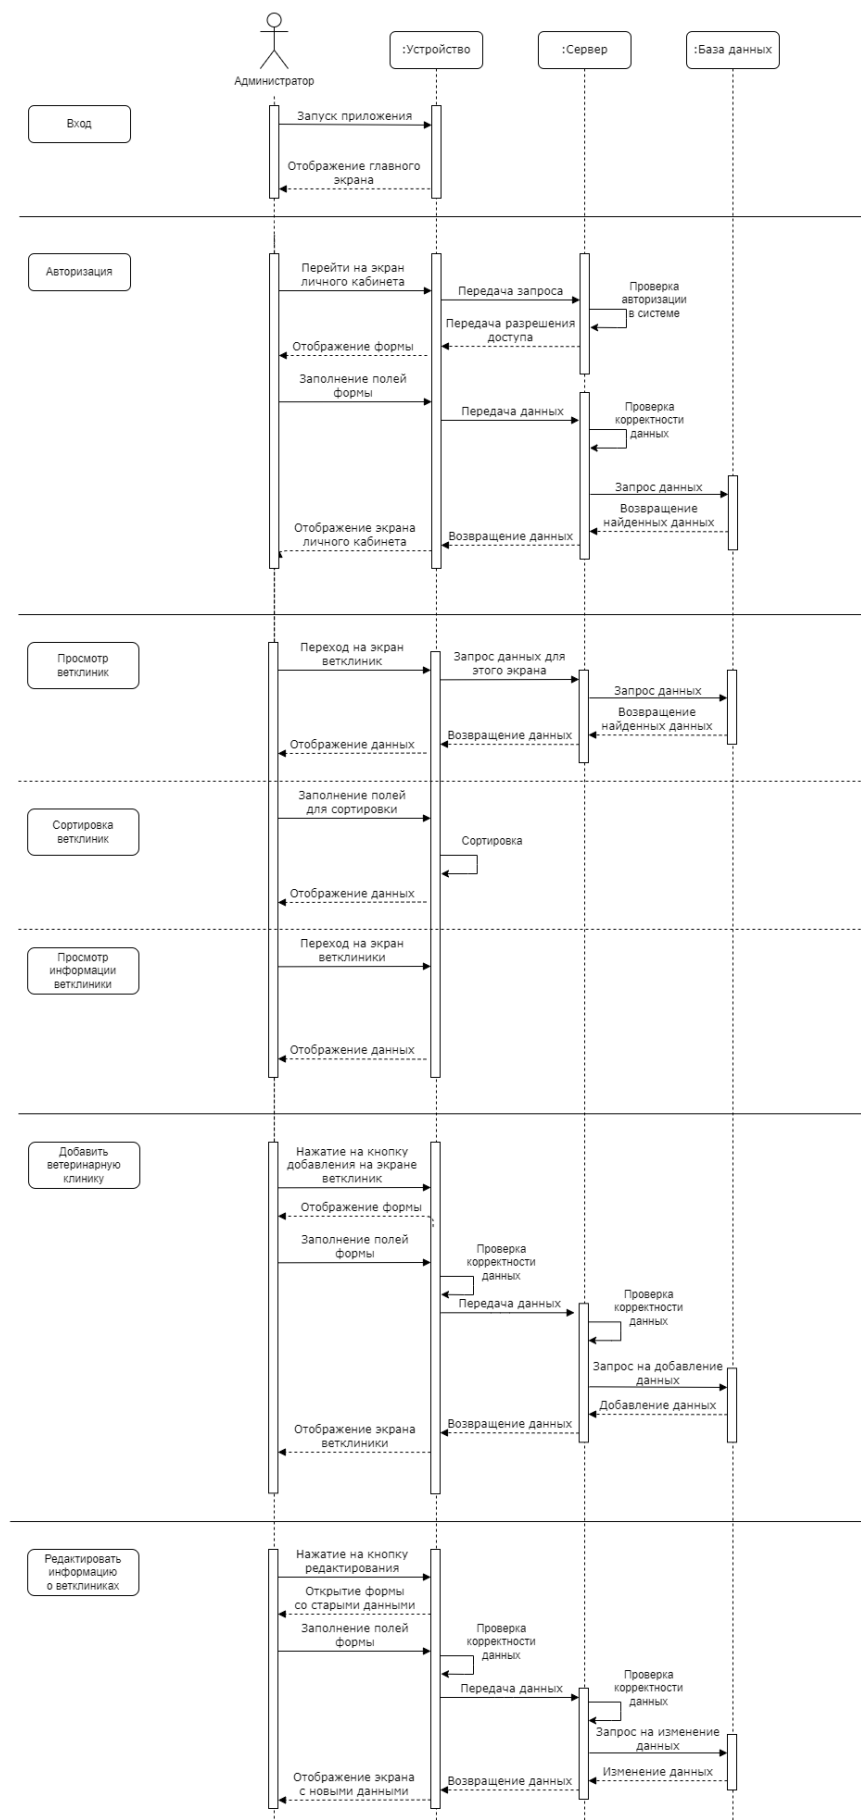 :Устройство
:Сервер
:База данных
Администратор
Вход
Запуск приложения
Отображение главного
экрана
Авторизация
Перейти на экран
личного кабинета
Передача запроса
Проверка
авторизации
в системе
Передача разрешения
доступа
Отображение формы
Заполнение полей
формы
Передача данных
Проверка
корректности
данных
Запрос данных
Возвращение
найденных данных
Возвращение данных
Отображение экрана
личного кабинета
Просмотр
ветклиник
Переход на экран
ветклиник
Запрос данных для
этого экрана
Запрос данных
Возвращение
найденных данных
Возвращение данных
Отображение данных
Сортировка
ветклиник
Заполнение полей
для сортировки
Сортировка
Отображение данных
Просмотр
информации
ветклиники
Переход на экран
ветклиники
Отображение данных
Добавить
ветеринарную
клинику
Нажатие на кнопку
добавления на экране
ветклиник
Отображение формы
Заполнение полей
формы
Проверка
корректности
данных
Передача данных
Проверка
корректности
данных
Запрос на добавление
данных
Добавление данных
Возвращение данных
Отображение экрана
ветклиники
Редактировать
информацию
о ветклиниках
Нажатие на кнопку
редактирования
Открытие формы
со старыми данными
Заполнение полей
формы
Проверка
корректности
данных
Передача данных
Проверка
корректности
данных
Запрос на изменение
данных
Изменение данных
Возвращение данных
Отображение экрана
с новыми данными